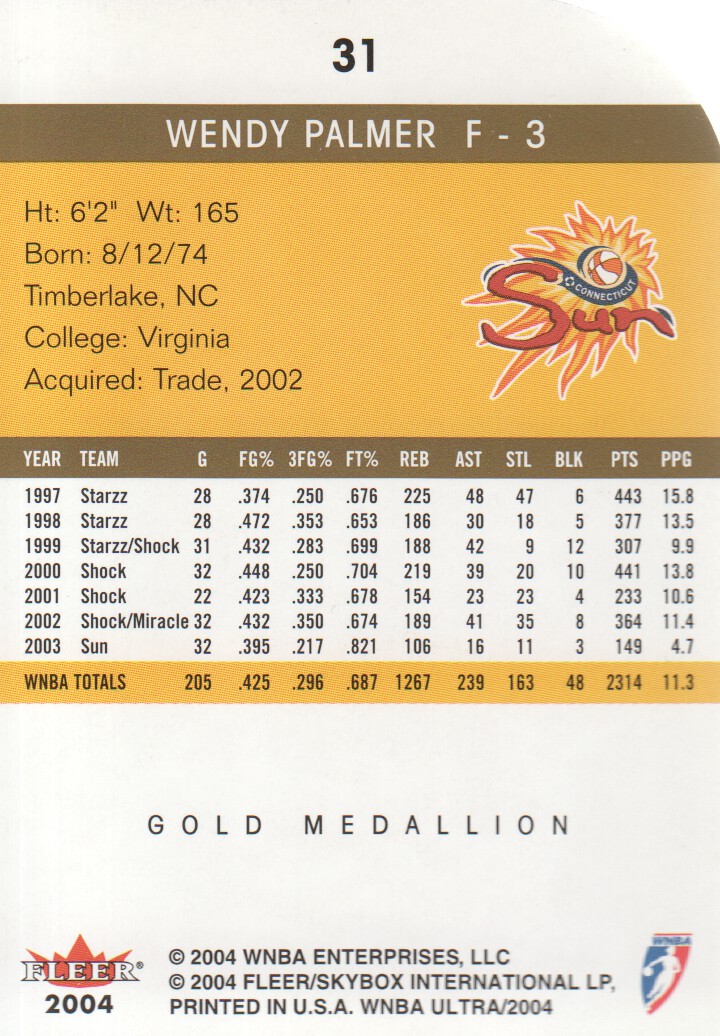 31
WENDY PALMER F - 3
Ht: 6'2" Wt: 165
Born: 8/12/74
Timberlake, NC
College: Virginia
Acquired: Trade, 2002
CONNECTICUT
Sun
YEAR TEAM G FG% 3FG% FT% REB AST STL BLK PTS PPG
1997 Starzz 28 .374 .250 .676 225 48 47 6 443 15.8
1998 Starzz 28 .472 .353 .653 186 30 18 5 377 13.5
1999 Starzz/Shock 31 .432 .283 .699 188 42 9 12 307 9.9
2000 Shock 32 .448 .250 .704 219 39 20 10 441 13.8
2001 Shock 22 .423 .333 .678 154 23 23 4 233 10.6
2002 Shock/Miracle 32 .432 .350 .674 189 41 35 8 364 11.4
2003 Sun 32 .395 .217 .821 106 16 11 3 149 4.7
WNBA TOTALS 205 .425 .296 .687 1267 239 163 48 2314 11.3
GOLD MEDALLION
FLEER®
2004
© 2004 WNBA ENTERPRISES, LLC
© 2004 FLEER/SKYBOX INTERNATIONAL LP,
PRINTED IN U.S.A. WNBA ULTRA/2004
WNBA